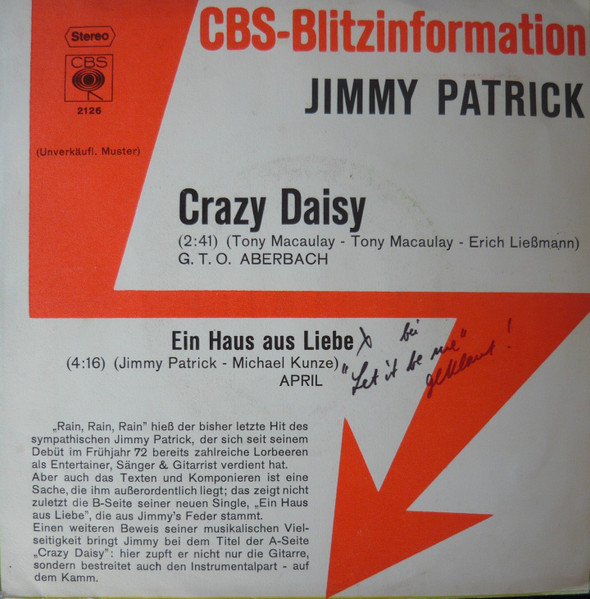 Stereo
CBS-Blitzinformation
CBS
2126
JIMMY PATRICK
(Unverkäufl. Muster)
Crazy Daisy
(2:41) (Tony Macaulay - Tony Macaulay - Erich Ließmann)
G. T. O. ABERBACH
Ein Haus aus Liebe x bei
(4:16) (Jimmy Patrick - Michael Kunze) "Let it be me"
APRIL geklaut!
„Rain, Rain, Rain” hieß der bisher letzte Hit des
sympathischen Jimmy Patrick, der sich seit seinem
Debüt im Frühjahr 72 bereits zahlreiche Lorbeeren
als Entertainer, Sänger & Gitarrist verdient hat.
Aber auch das Texten und Komponieren ist eine
Sache, die ihm außerordentlich liegt; das zeigt nicht
zuletzt die B-Seite seiner neuen Single, „Ein Haus
aus Liebe”, die aus Jimmy's Feder stammt.
Einen weiteren Beweis seiner musikalischen Viel-
seitigkeit bringt Jimmy bei dem Titel der A-Seite
„Crazy Daisy”: hier zupft er nicht nur die Gitarre,
sondern bestreitet auch den Instrumentalpart - auf
dem Kamm.